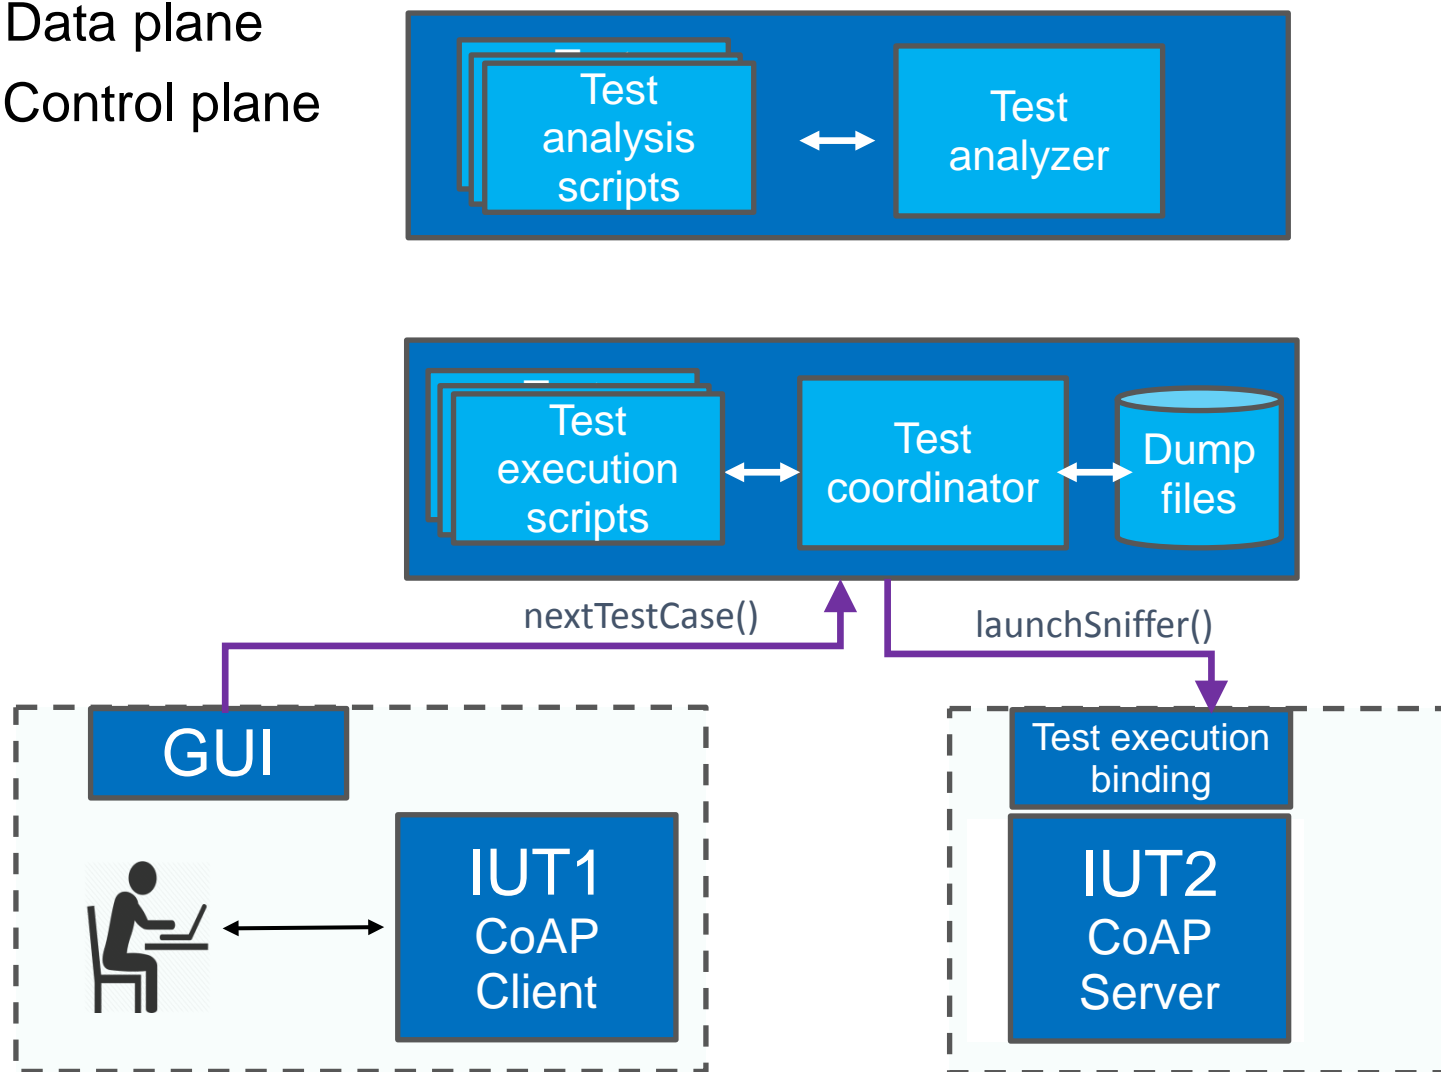 Data plane
Control plane
Test
analysis
scripts
Test
analyzer
Test
execution
scripts
Test
coordinator
Dump
files
nextTestCase()
launchSniffer()
GUI
Test execution
binding
IUT1
CoAP
Client
IUT2
CoAP
Server